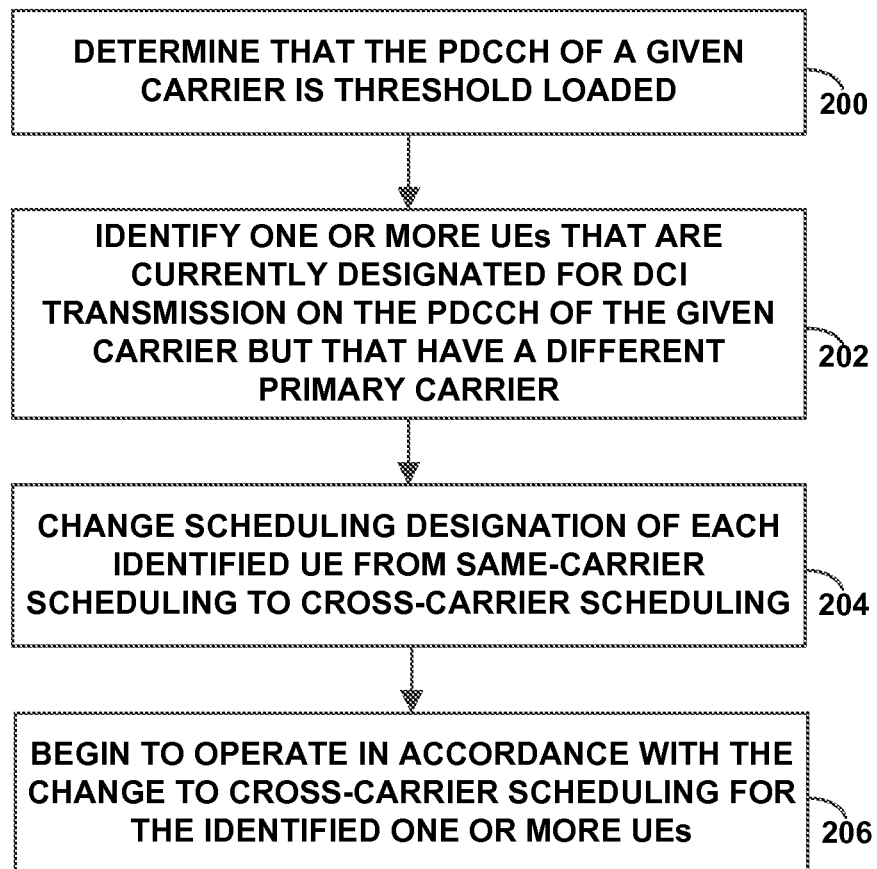 DETERMINE THAT THE PDCCH OF A GIVEN
CARRIER IS THRESHOLD LOADED
200
IDENTIFY ONE OR MORE UEs THAT ARE
CURRENTLY DESIGNATED FOR DCI
TRANSMISSION ON THE PDCCH OF THE GIVEN
CARRIER BUT THAT HAVE A DIFFERENT
PRIMARY CARRIER
202
CHANGE SCHEDULING DESIGNATION OF EACH
IDENTIFIED UE FROM SAME-CARRIER
SCHEDULING TO CROSS-CARRIER SCHEDULING
204
BEGIN TO OPERATE IN ACCORDANCE WITH THE
CHANGE TO CROSS-CARRIER SCHEDULING FOR
THE IDENTIFIED ONE OR MORE UEs
206